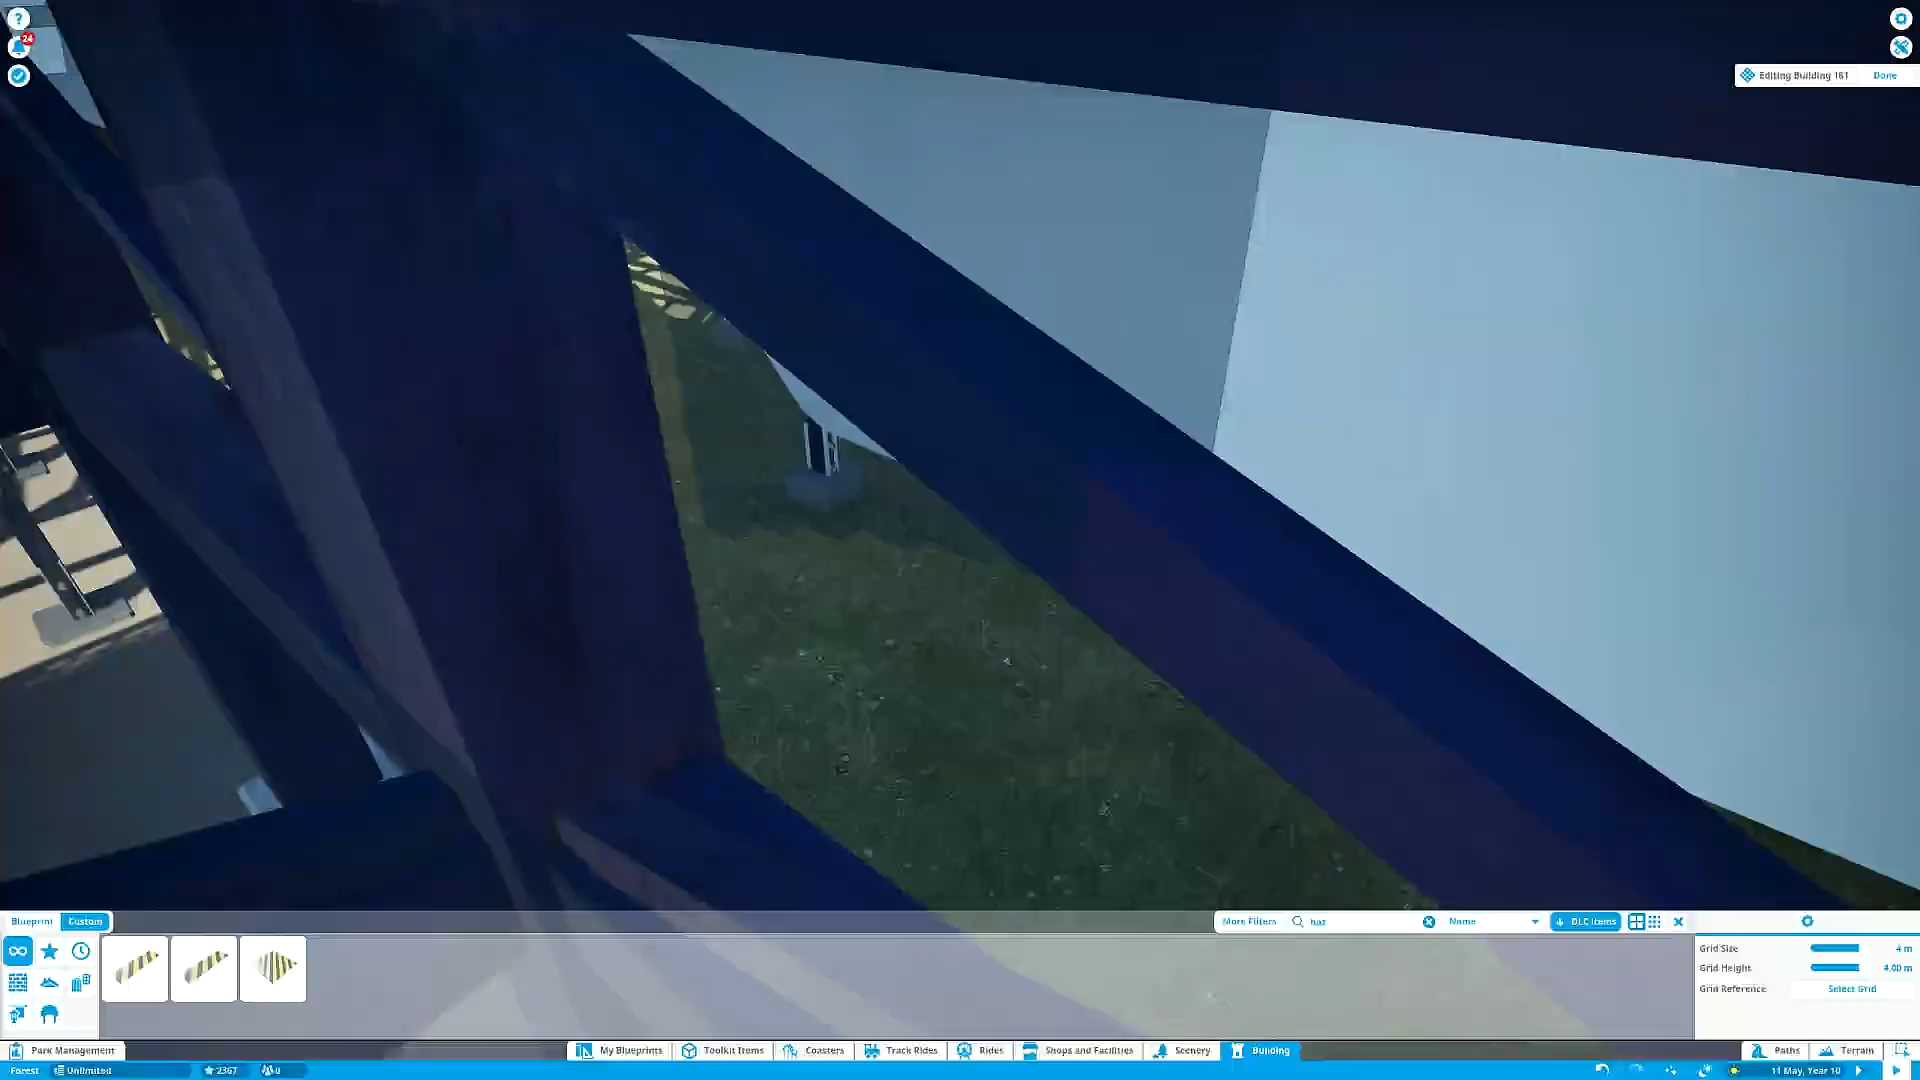 ?
24
Editing Building 161 Done
Blueprint Custom
More Filters haz Name DLC Items
Grid Size 4 m
Grid Height 4.00 m
Grid Reference Select Grid
Park Management My Blueprints Toolkit Items Coasters Track Rides Rides Shops and Facilities Scenery Building Paths Terrain
Forest Unlimited 2367 0 11 May, Year 10